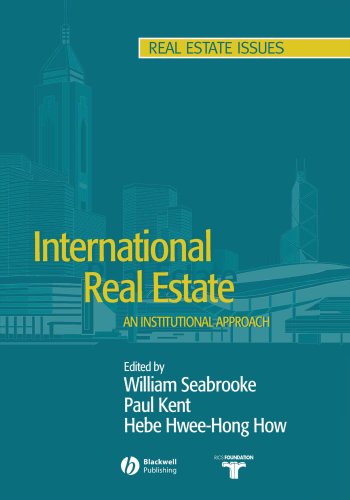 REAL ESTATE ISSUES
International
Real Estate
AN INSTITUTIONAL APPROACH
Edited by
William Seabrooke
Paul Kent
Hebe Hwee-Hong How
Blackwell
Publishing
RICS FOUNDATION